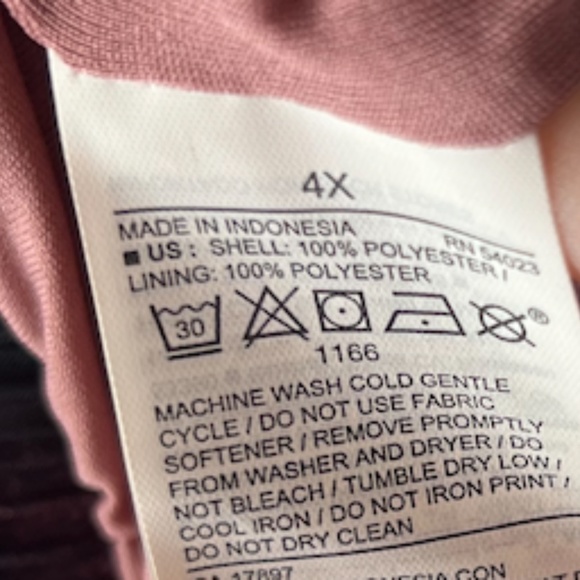 4X
MADE IN INDONESIA RN 54023
■ US : SHELL: 100% POLYESTER /
LINING: 100% POLYESTER
30
®
1166
MACHINE WASH COLD GENTLE
CYCLE / DO NOT USE FABRIC
SOFTENER / REMOVE PROMPTLY
FROM WASHER AND DRYER / DO
NOT BLEACH / TUMBLE DRY LOW /
COOL IRON / DO NOT IRON PRINT /
DO NOT DRY CLEAN
17897